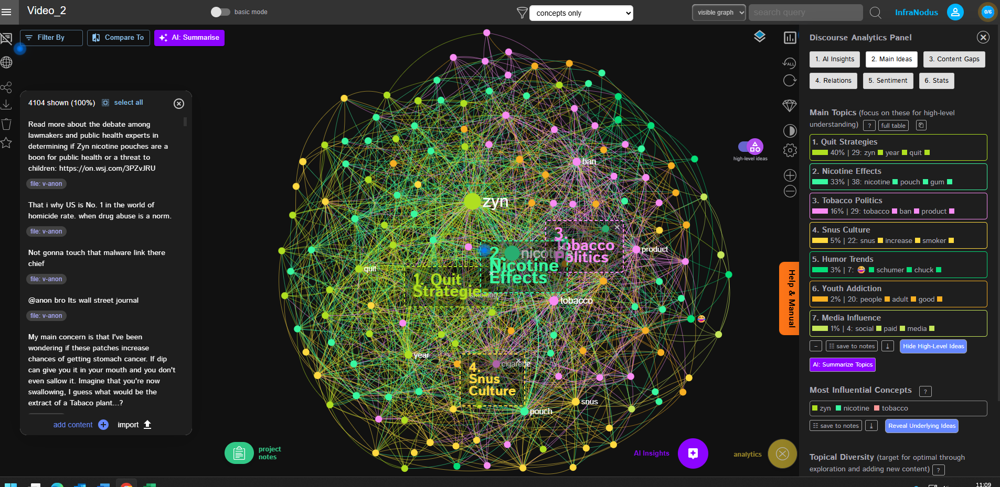 Video_2
basic mode
concepts only
visible graph
search query
InfraNodus
0/6
Filter By
Compare To
AI: Summarise
4104 shown (100%)
select all
Read more about the debate among
lawmakers and public health experts in
determining if Zyn nicotine pouches are a
boon for public health or a threat to
children: https://on.wsj.com/3PZvJRU
file: v-anon
That i why US is No. 1 in the world of
homicide rate. when drug abuse is a norm.
file: v-anon
Not gonna touch that malware link there
chief
file: v-anon
@anon bro Its wall street journal
file: v-anon
My main concern is that I've been
wondering if these patches increase
chances of getting stomach cancer. If dip
can give you it in your mouth and you don't
even sallow it. Imagine that you're now
swallowing, I guess what would be the
extract of a Tabaco plant...?
add content
import
project
notes
ban
zyn
3.
Tobacco
Politics
product
2.
Nicotine
Effects
quit
1. Quit
Strategies
smoking
tobacco
year
4.
Snus
Culture
cigarette
snus
pouch
ALL
high-level ideas
Help & Manual
AI Insights
analytics
Discourse Analytics Panel
1. AI Insights
2. Main Ideas
3. Content Gaps
4. Relations
5. Sentiment
6. Stats
Main Topics (focus on these for high-level
understanding) ? full table
1. Quit Strategies
40% | 29: zyn year quit
2. Nicotine Effects
33% | 38: nicotine pouch gum
3. Tobacco Politics
16% | 29: tobacco ban product
4. Snus Culture
5% | 22: snus increase smoker
5. Humor Trends
3% | 7: 😂 schumer chuck
6. Youth Addiction
2% | 20: people adult good
7. Media Influence
1% | 4: social paid media
save to notes
Hide High-Level Ideas
AI: Summarize Topics
Most Influential Concepts ?
zyn nicotine tobacco
save to notes
Reveal Underlying Ideas
Topical Diversity (target for optimal through
exploration and adding new content) ?
11:09